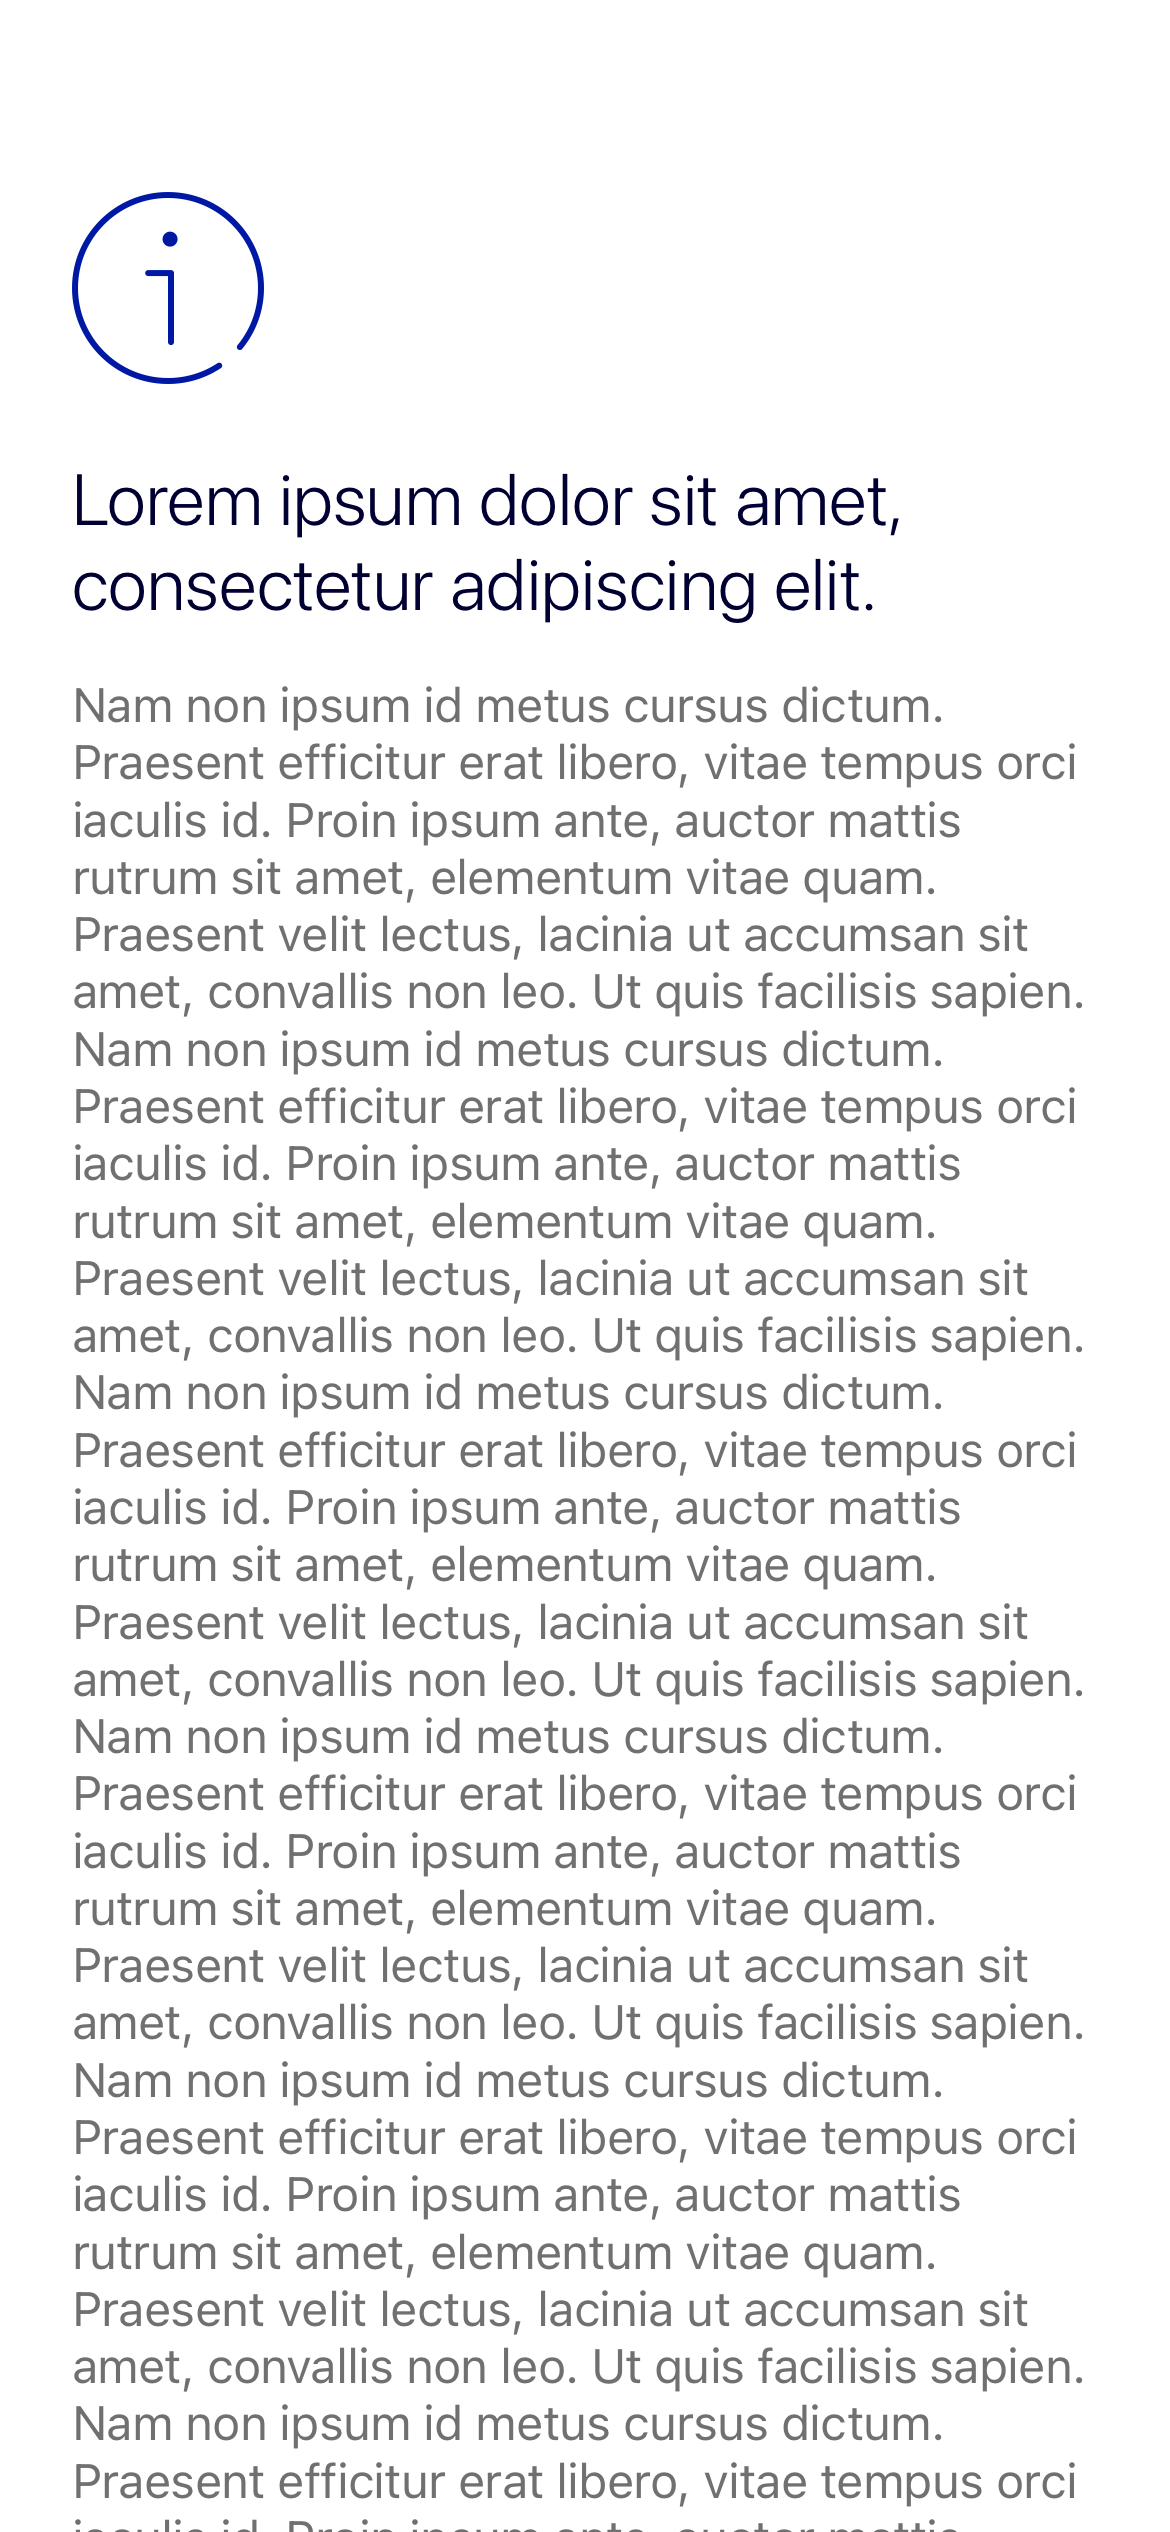 Lorem ipsum dolor sit amet,
consectetur adipiscing elit.
Nam non ipsum id metus cursus dictum.
Praesent efficitur erat libero, vitae tempus orci
iaculis id. Proin ipsum ante, auctor mattis
rutrum sit amet, elementum vitae quam.
Praesent velit lectus, lacinia ut accumsan sit
amet, convallis non leo. Ut quis facilisis sapien.
Nam non ipsum id metus cursus dictum.
Praesent efficitur erat libero, vitae tempus orci
iaculis id. Proin ipsum ante, auctor mattis
rutrum sit amet, elementum vitae quam.
Praesent velit lectus, lacinia ut accumsan sit
amet, convallis non leo. Ut quis facilisis sapien.
Nam non ipsum id metus cursus dictum.
Praesent efficitur erat libero, vitae tempus orci
iaculis id. Proin ipsum ante, auctor mattis
rutrum sit amet, elementum vitae quam.
Praesent velit lectus, lacinia ut accumsan sit
amet, convallis non leo. Ut quis facilisis sapien.
Nam non ipsum id metus cursus dictum.
Praesent efficitur erat libero, vitae tempus orci
iaculis id. Proin ipsum ante, auctor mattis
rutrum sit amet, elementum vitae quam.
Praesent velit lectus, lacinia ut accumsan sit
amet, convallis non leo. Ut quis facilisis sapien.
Nam non ipsum id metus cursus dictum.
Praesent efficitur erat libero, vitae tempus orci
iaculis id. Proin ipsum ante, auctor mattis
rutrum sit amet, elementum vitae quam.
Praesent velit lectus, lacinia ut accumsan sit
amet, convallis non leo. Ut quis facilisis sapien.
Nam non ipsum id metus cursus dictum.
Praesent efficitur erat libero, vitae tempus orci